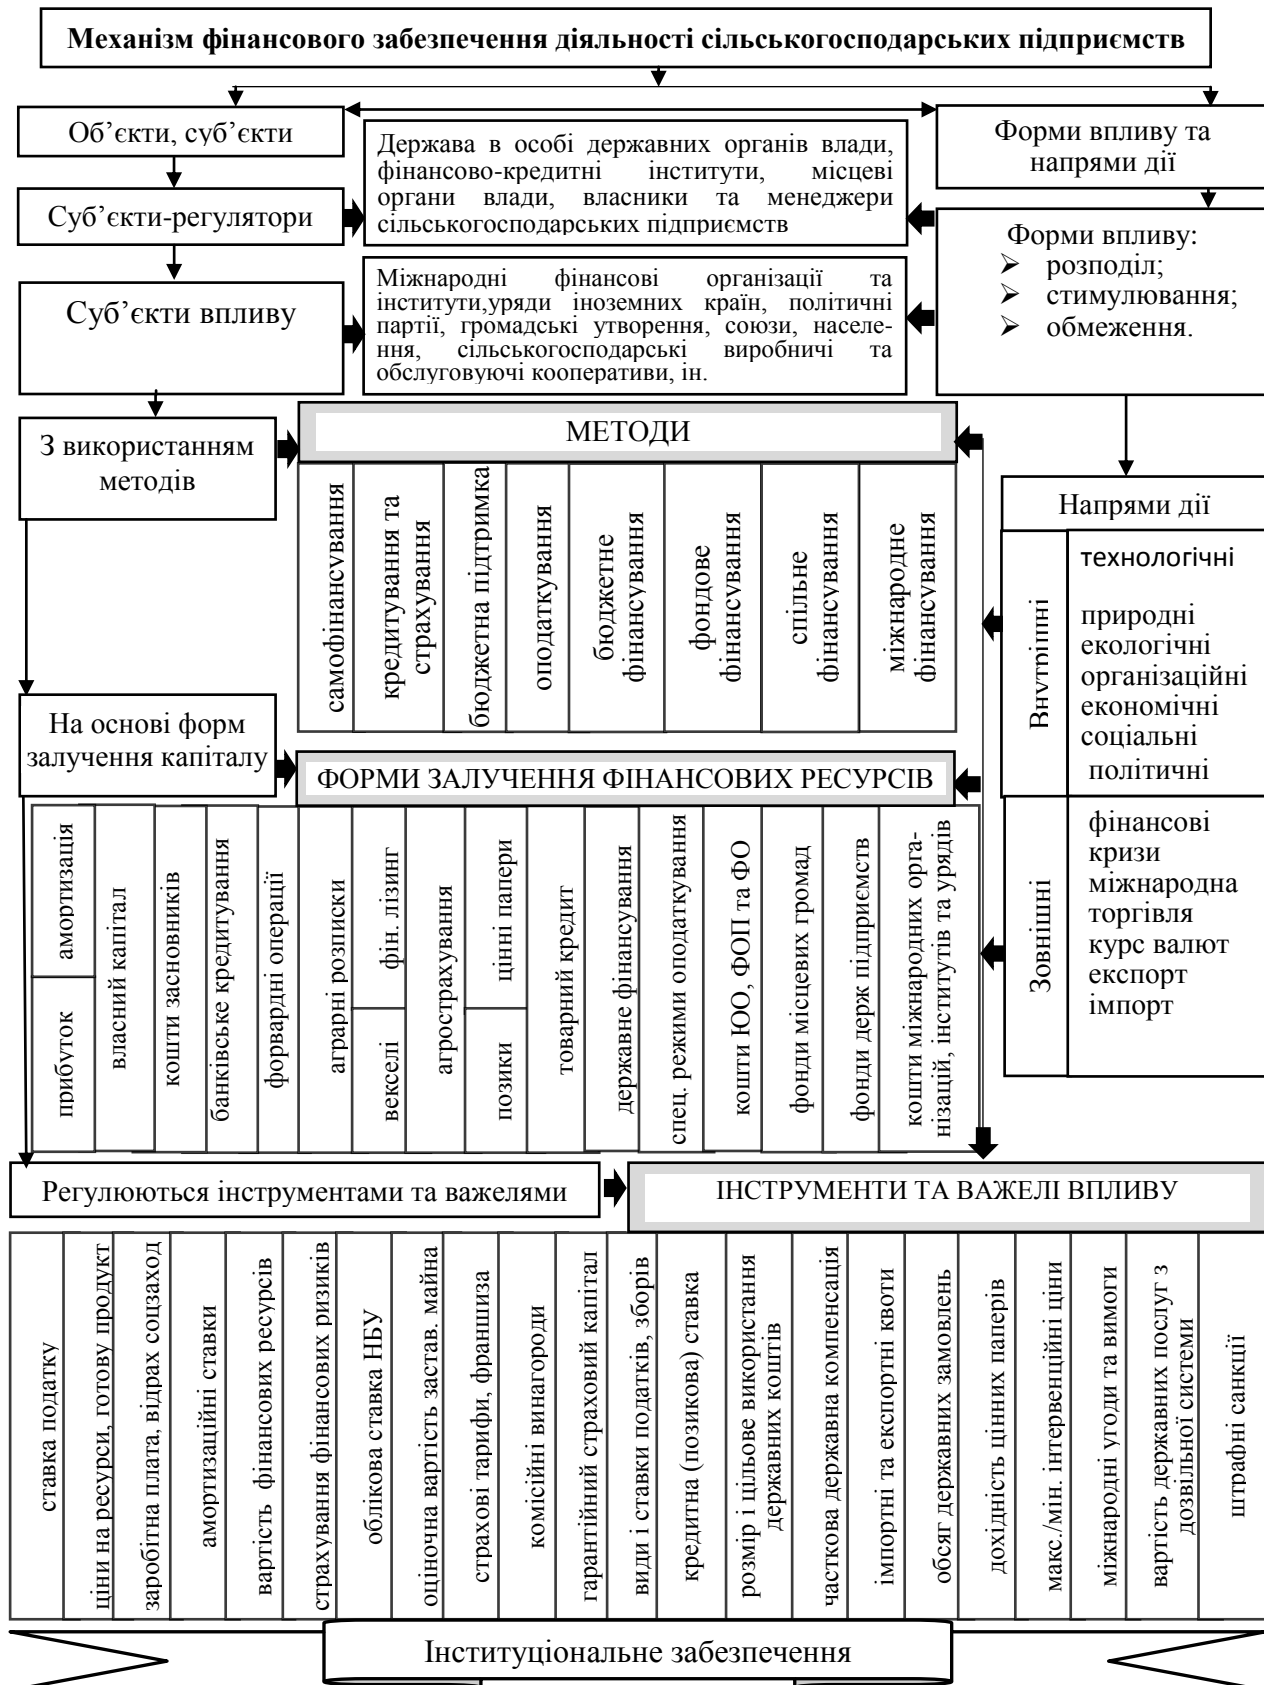 Механізм фінансового забезпечення діяльності сільськогосподарських підприємств
Об’єкти, суб’єкти
Держава в особі державних органів влади,
фінансово-кредитні інститути, місцеві
органи влади, власники та менеджери
сільськогосподарських підприємств
Форми впливу та
напрями дії
Суб’єкти-регулятори
Форми впливу:
➢ розподіл;
➢ стимулювання;
➢ обмеження.
Суб’єкти впливу
Міжнародні фінансові організації та
інститути,уряди іноземних країн, політичні
партії, громадські утворення, союзи, населе-
ння, сільськогосподарські виробничі та
обслуговуючі кооперативи, ін.
З використанням
методів
МЕТОДИ
самофінансування
кредитування та
страхування
бюджетна підтримка
оподаткування
бюджетне
фінансування
фондове
фінансування
спільне
фінансування
міжнародне
фінансування
Напрями дії
Внутрішні
технологічні
природні
екологічні
організаційні
економічні
соціальні
політичні
Зовнішні
фінансові
кризи
міжнародна
торгівля
курс валют
експорт
імпорт
На основі форм
залучення капіталу
ФОРМИ ЗАЛУЧЕННЯ ФІНАНСОВИХ РЕСУРСІВ
амортизація
прибуток
власний капітал
кошти засновників
банківське кредитування
форвардні операції
аграрні розписки
фін. лізинг
векселі
агрострахування
цінні папери
позики
товарний кредит
державне фінансування
спец. режими оподаткування
кошти ЮО, ФОП та ФО
фонди місцевих громад
фонди держ підприємств
кошти міжнародних орга-
нізацій, інститутів та урядів
Регулюються інструментами та важелями
ІНСТРУМЕНТИ ТА ВАЖЕЛІ ВПЛИВУ
ставка податку
ціни на ресурси, готову продукт
заробітна плата, відрах соцзаход
амортизаційні ставки
вартість фінансових ресурсів
страхування фінансових ризиків
облікова ставка НБУ
оціночна вартість застав. майна
страхові тарифи, франшиза
комісійні винагороди
гарантійний страховий капітал
види і ставки податків, зборів
кредитна (позикова) ставка
розмір і цільове використання
державних коштів
часткова державна компенсація
імпортні та експортні квоти
обсяг державних замовлень
дохідність цінних паперів
макс./мін. інтервенційні ціни
міжнародні угоди та вимоги
вартість державних послуг з
дозвільної системи
штрафні санкції
Інституціональне забезпечення